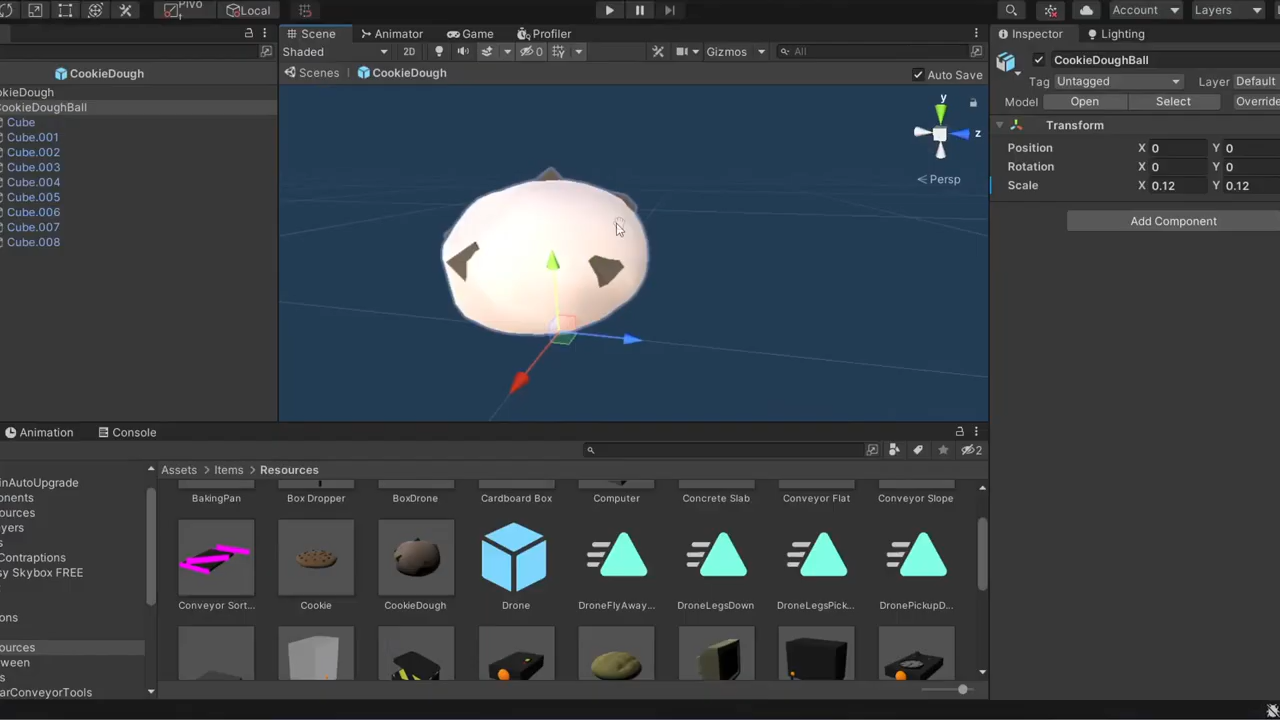 Pivot
Local
Account
Layers
Scene
Animator
Game
Profiler
Inspector
Lighting
Shaded
2D
0
Gizmos
All
CookieDoughBall
Scenes
CookieDough
Auto Save
CookieDough
Tag Untagged
Layer Default
okieDough
Model Open Select Override
CookieDoughBall
Cube
Cube.001
Cube.002
Cube.003
Cube.004
Cube.005
Cube.006
Cube.007
Cube.008
y
z
Persp
Transform
Position X 0 Y 0
Rotation X 0 Y 0
Scale X 0.12 Y 0.12
Add Component
Animation
Console
2
Assets > Items > Resources
inAutoUpgrade
onents
ources
yers
s
Contraptions
sy Skybox FREE
ons
ources
ween
s
arConveyorTools
BakingPan
Box Dropper
BoxDrone
Cardboard Box
Computer
Concrete Slab
Conveyor Flat
Conveyor Slope
Conveyor Sort...
Cookie
CookieDough
Drone
DroneFlyAway...
DroneLegsDown
DroneLegsPick...
DronePickupD...